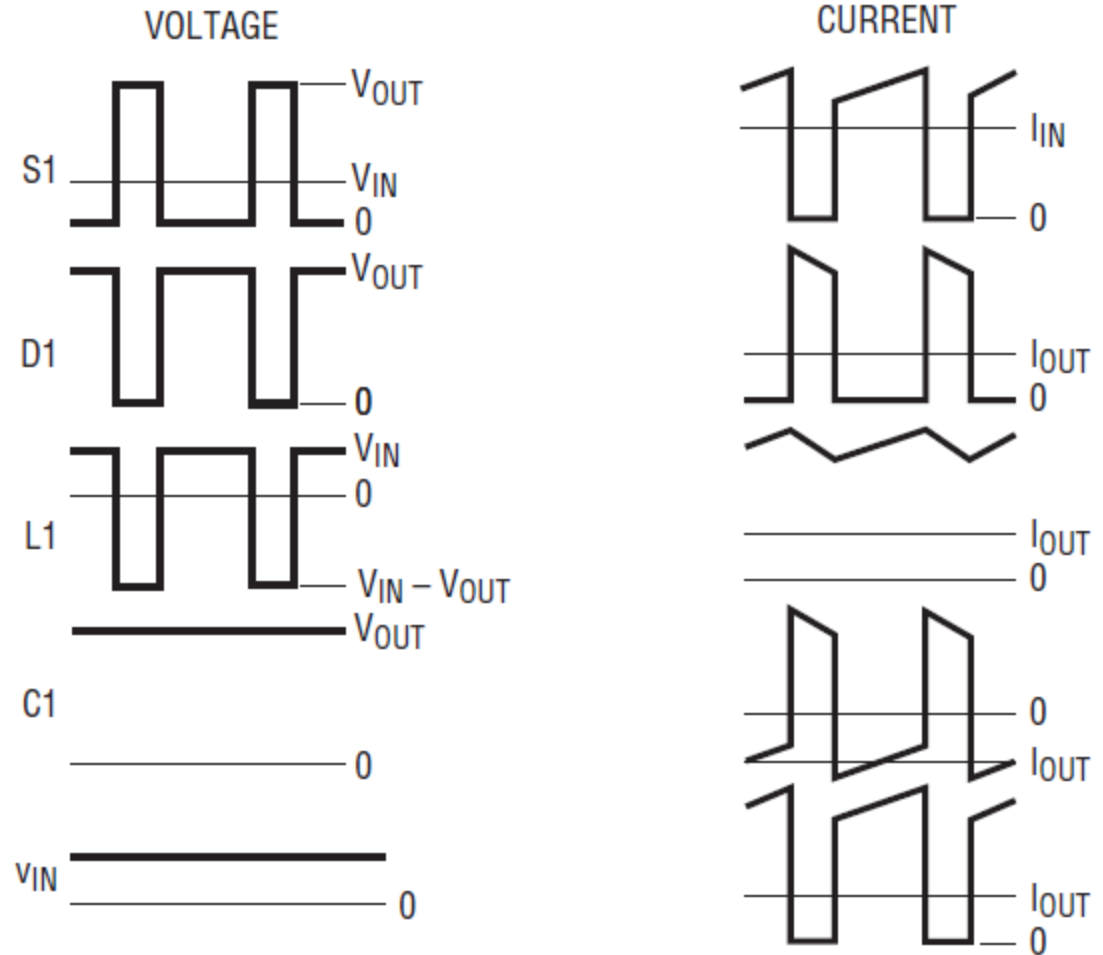 VOLTAGE
CURRENT
S1
VOUT
VIN
0
IIN
0
D1
VOUT
0
IOUT
0
L1
VIN
0
VIN – VOUT
IOUT
0
C1
VOUT
0
0
IOUT
vIN
0
IOUT
0